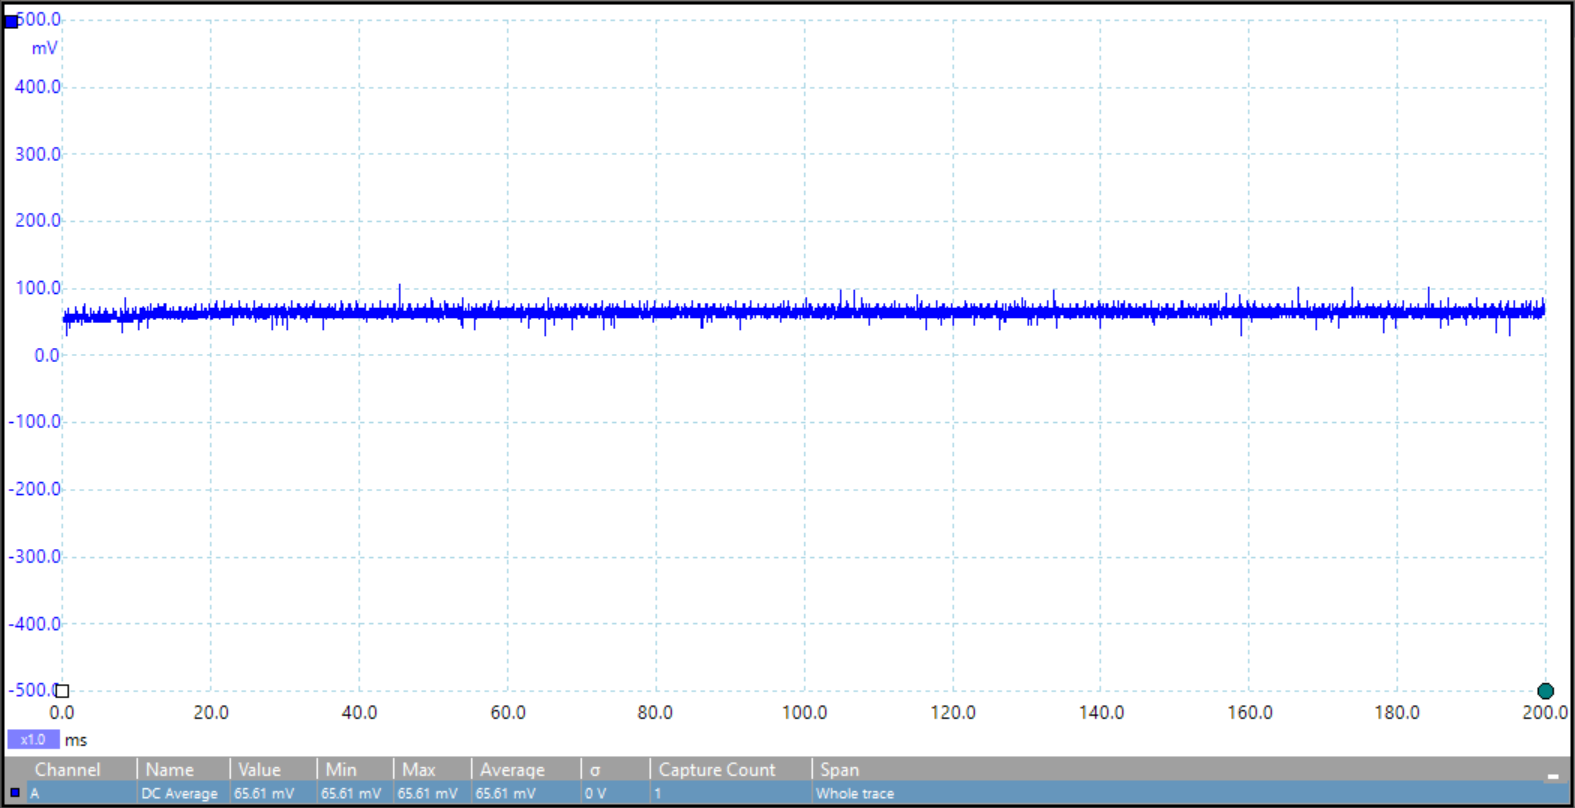 500.0
mV
400.0
300.0
200.0
100.0
0.0
-100.0
-200.0
-300.0
-400.0
-500.0
0.0 20.0 40.0 60.0 80.0 100.0 120.0 140.0 160.0 180.0 200.0
x1.0 ms
Channel Name Value Min Max Average σ Capture Count Span
A DC Average 65.61 mV 65.61 mV 65.61 mV 65.61 mV 0 V 1 Whole trace